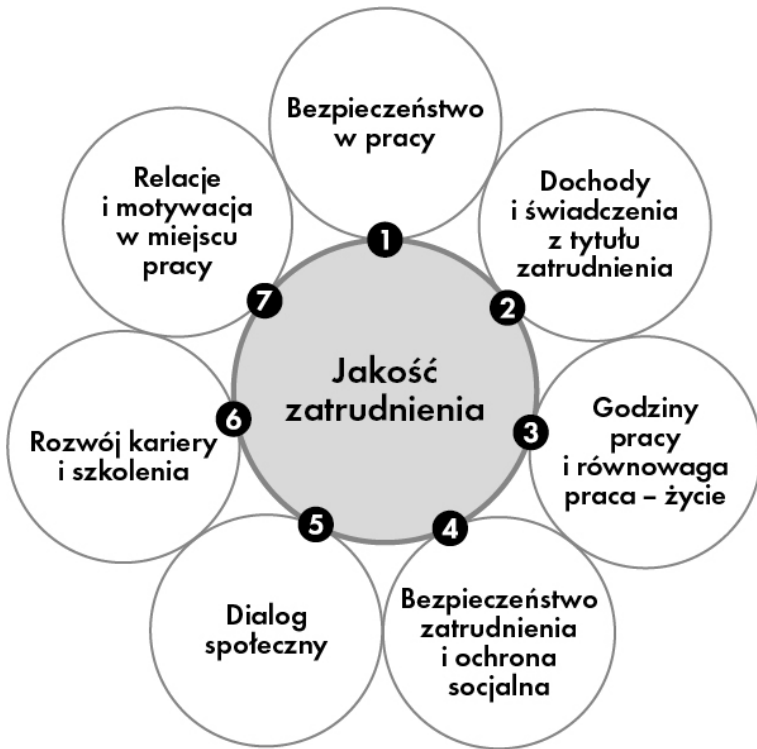 Jakość
zatrudnienia
1
Bezpieczeństwo
w pracy
2
Dochody
i świadczenia
z tytułu
zatrudnienia
3
Godziny
pracy
i równowaga
praca – życie
4
Bezpieczeństwo
zatrudnienia
i ochrona
socjalna
5
Dialog
społeczny
6
Rozwój kariery
i szkolenia
7
Relacje
i motywacja
w miejscu
pracy